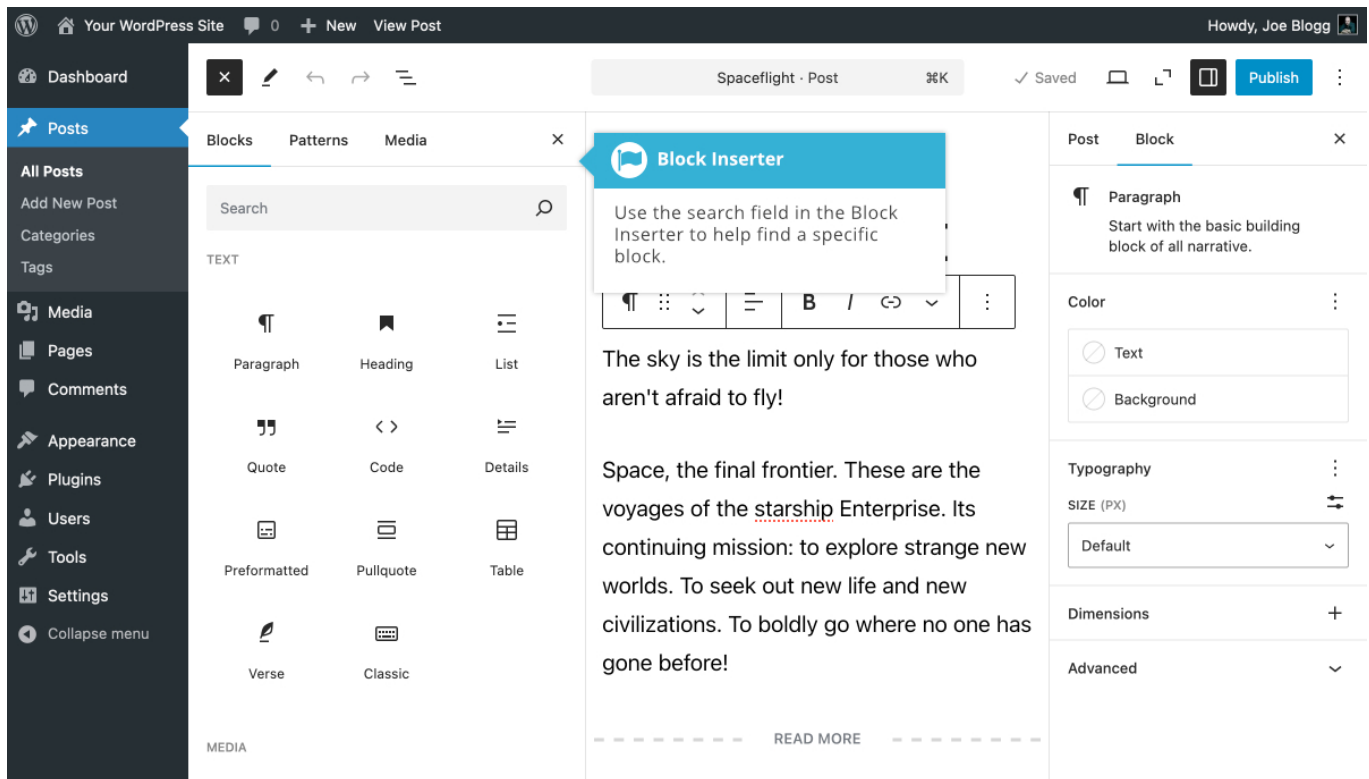 Your WordPress Site 0 New View Post Howdy, Joe Blogg
Dashboard
Posts
All Posts
Add New Post
Categories
Tags
Media
Pages
Comments
Appearance
Plugins
Users
Tools
Settings
Collapse menu
Spaceflight · Post ⌘K Saved Publish
Blocks Patterns Media
Search
TEXT
Paragraph Heading List
Quote Code Details
Preformatted Pullquote Table
Verse Classic
MEDIA
Block Inserter
Use the search field in the Block
Inserter to help find a specific
block.
B I
The sky is the limit only for those who
aren't afraid to fly!
Space, the final frontier. These are the
voyages of the starship Enterprise. Its
continuing mission: to explore strange new
worlds. To seek out new life and new
civilizations. To boldly go where no one has
gone before!
READ MORE
Post Block
Paragraph
Start with the basic building
block of all narrative.
Color
Text
Background
Typography
SIZE (PX)
Default
Dimensions
Advanced